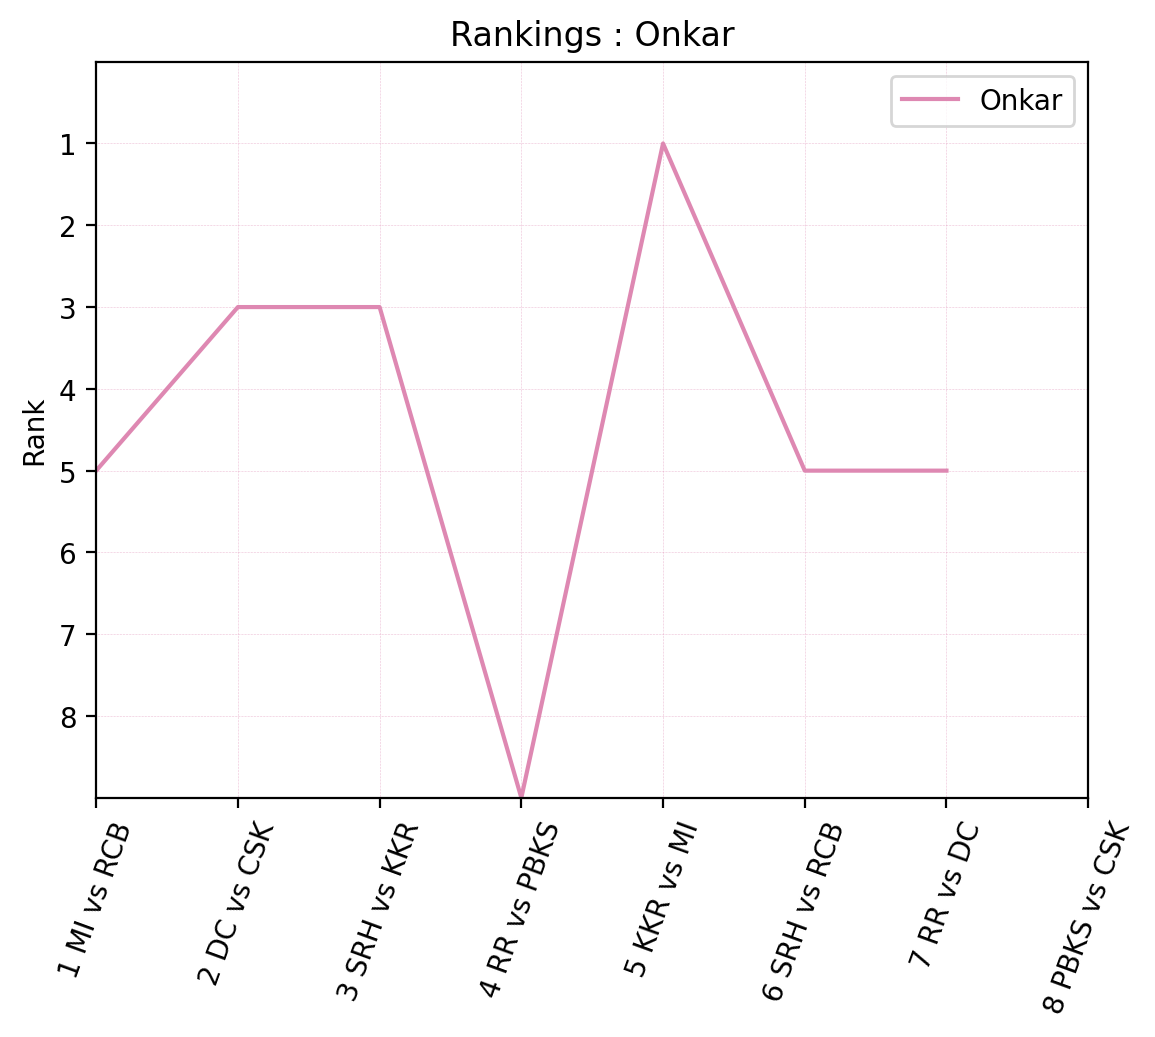 Rankings : Onkar
Onkar
Rank
1
2
3
4
5
6
7
8
1 MI vs RCB
2 DC vs CSK
3 SRH vs KKR
4 RR vs PBKS
5 KKR vs MI
6 SRH vs RCB
7 RR vs DC
8 PBKS vs CSK